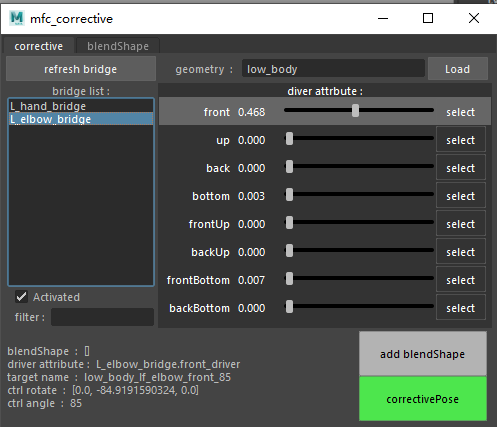 mfc_corrective
corrective blendShape
refresh bridge geometry : low_body Load
bridge list : diver attrbute :
L_hand_bridge
L_elbow_bridge
front 0.468 select
up 0.000 select
back 0.000 select
bottom 0.003 select
frontUp 0.000 select
backUp 0.000 select
frontBottom 0.007 select
backBottom 0.000 select
Activated
filter :
blendShape : []
driver attribute : L_elbow_bridge.front_driver
target name : low_body_lf_elbow_front_85
ctrl rotate : [0.0, -84.9191590324, 0.0]
ctrl angle : 85
add blendShape
correctivePose